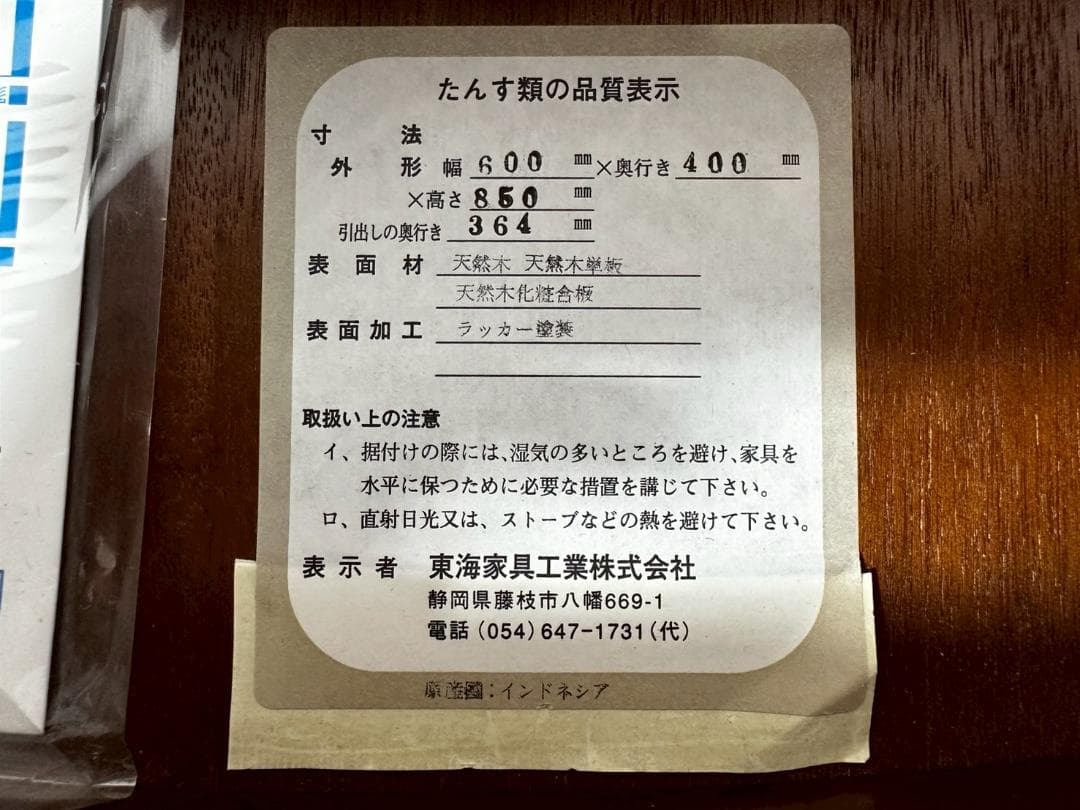 たんす類の品質表示
寸法
外形 幅 600 mm ×奥行き 400 mm
×高さ 850 mm
引出しの奥行き 364 mm
表面材 天然木 天然木単板
天然木化粧合板
表面加工 ラッカー塗装
取扱い上の注意
イ、据付けの際には、湿気の多いところを避け、家具を
水平に保つために必要な措置を講じて下さい。
ロ、直射日光又は、ストーブなどの熱を避けて下さい。
表示者 東海家具工業株式会社
静岡県藤枝市八幡669-1
電話(054)647-1731(代)
原産國:インドネシア